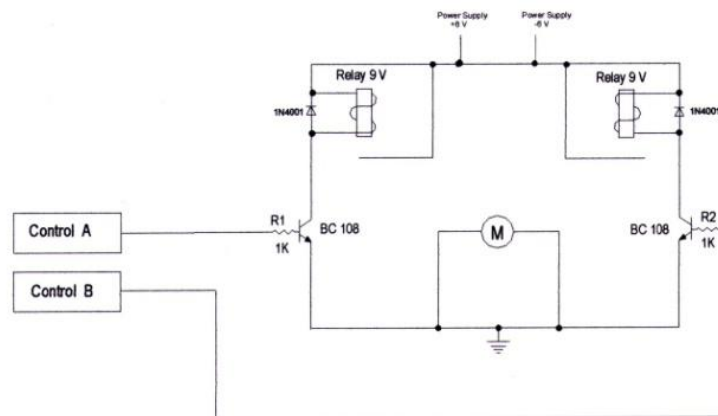 Power Supply
+6 V
Power Supply
-6 V
Relay 9 V
Relay 9 V
1N4001
1N4001
R1
1K
BC 108
BC 108
R2
1K
Control A
M
Control B